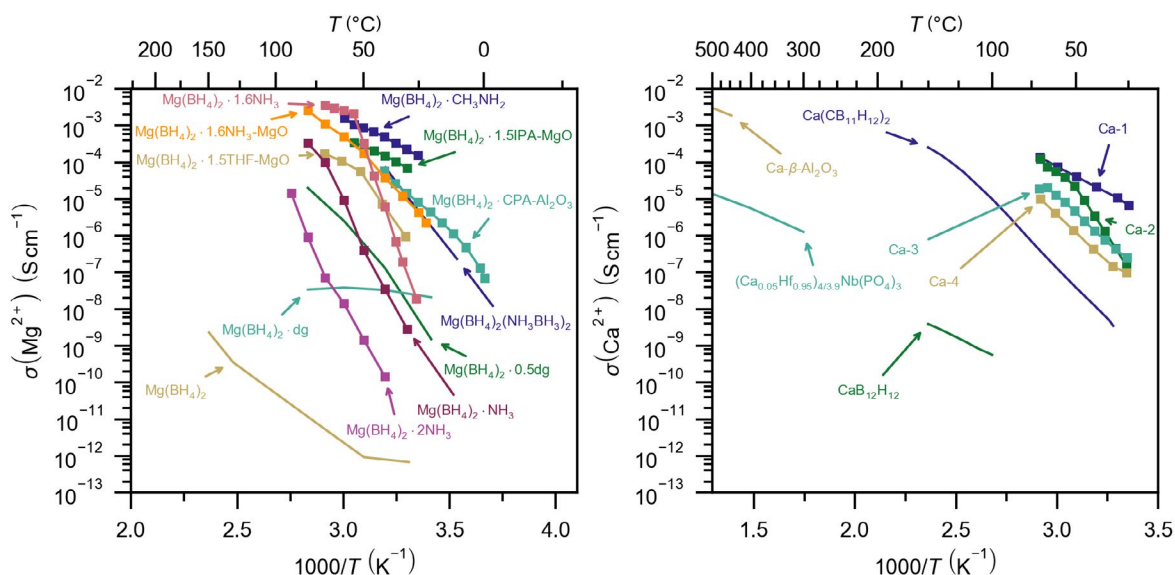 T (°C)
200 150 100 50 0
10⁻²
10⁻³
10⁻⁴
10⁻⁵
10⁻⁶
10⁻⁷
10⁻⁸
10⁻⁹
10⁻¹⁰
10⁻¹¹
10⁻¹²
10⁻¹³
σ(Mg²⁺) (Scm⁻¹)
Mg(BH₄)₂ · 1.6NH₃
Mg(BH₄)₂ · CH₃NH₂
Mg(BH₄)₂ · 1.6NH₃-MgO
Mg(BH₄)₂ · 1.5IPA-MgO
Mg(BH₄)₂ · 1.5THF-MgO
Mg(BH₄)₂ · CPA-Al₂O₃
Mg(BH₄)₂ · dg
Mg(BH₄)₂(NH₃BH₃)₂
Mg(BH₄)₂ · 0.5dg
Mg(BH₄)₂
Mg(BH₄)₂ · NH₃
Mg(BH₄)₂ · 2NH₃
2.0 2.5 3.0 3.5 4.0
1000/T (K⁻¹)
T (°C)
500 400 300 200 100 50
10⁻²
10⁻³
10⁻⁴
10⁻⁵
10⁻⁶
10⁻⁷
10⁻⁸
10⁻⁹
10⁻¹⁰
10⁻¹¹
10⁻¹²
10⁻¹³
σ(Ca²⁺) (Scm⁻¹)
Ca(CB₁₁H₁₂)₂
Ca-1
Ca-β-Al₂O₃
Ca-2
Ca-3
Ca-4
(Ca₀.₀₅Hf₀.₉₅)₄/₃.₉Nb(PO₄)₃
CaB₁₂H₁₂
1.5 2.0 2.5 3.0 3.5
1000/T (K⁻¹)